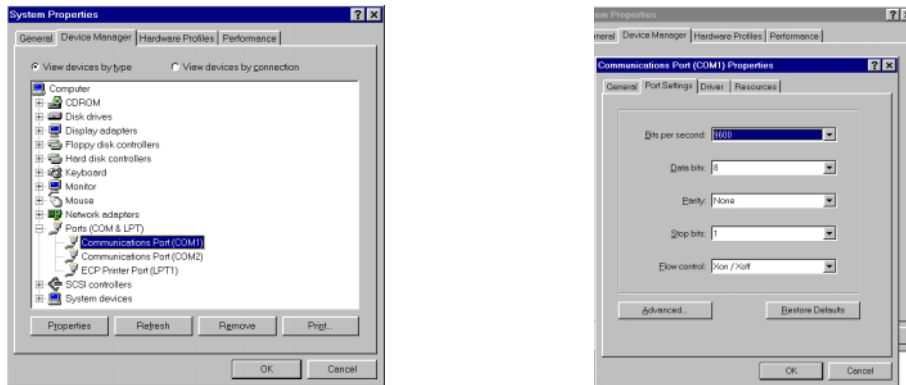 System Properties
General Device Manager Hardware Profiles Performance
View devices by type View devices by connection
Computer
CDROM
Disk drives
Display adapters
Floppy disk controllers
Hard disk controllers
Keyboard
Monitor
Mouse
Network adapters
Ports (COM & LPT)
Communications Port (COM1)
Communications Port (COM2)
ECP Printer Port (LPT1)
SCSI controllers
System devices
Properties Refresh Remove Print...
OK Cancel
em Properties
neral Device Manager Hardware Profiles Performance
Communications Port (COM1) Properties
General Port Settings Driver Resources
Bits per second: 9600
Data bits: 8
Parity: None
Stop bits: 1
Flow control: Xon / Xoff
Advanced... Restore Defaults
OK Cancel